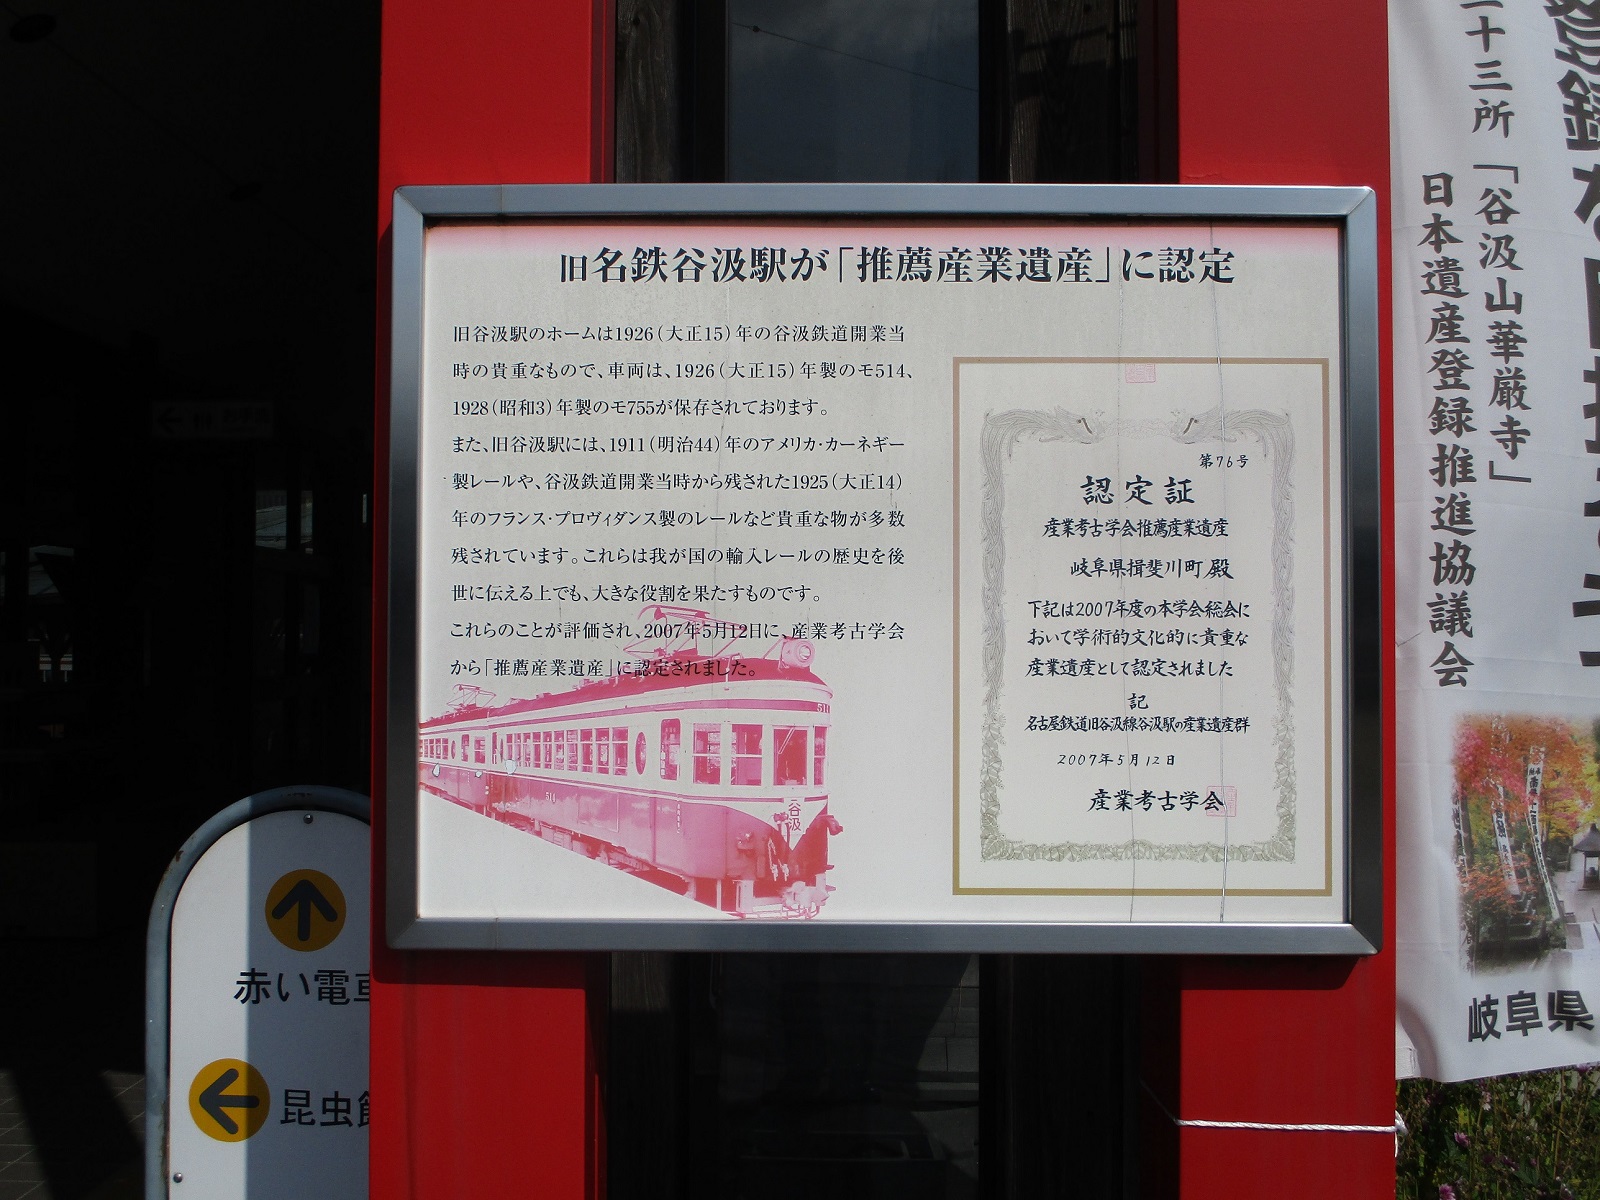 旧名鉄谷汲駅が「推薦産業遺産」に認定
旧谷汲駅のホームは1926(大正15)年の谷汲鉄道開業当
時の貴重なもので、車両は、1926(大正15)年製のモ514、
1928(昭和3)年製のモ755が保存されております。
また、旧谷汲駅には、1911(明治44)年のアメリカ・カーネギー
製レールや、谷汲鉄道開業当時から残された1925(大正14)
年のフランス・プロヴィダンス製のレールなど貴重な物が多数
残されています。これらは我が国の輸入レールの歴史を後
世に伝える上でも、大きな役割を果たすものです。
これらのことが評価され、2007年5月12日に、産業考古学会
から「推薦産業遺産」に認定されました。
514
谷汲
第76号
認定証
産業考古学会推薦産業遺産
岐阜県揖斐川町殿
下記は2007年度の本学会総会に
おいて学術的文化的に貴重な
産業遺産として認定されました
記
名古屋鉄道旧谷汲線谷汲駅の産業遺産群
2007年5月12日
産業考古学会
赤い電車
昆虫館
十三所「谷汲山華厳寺」
日本遺産登録推進協議会
岐阜県